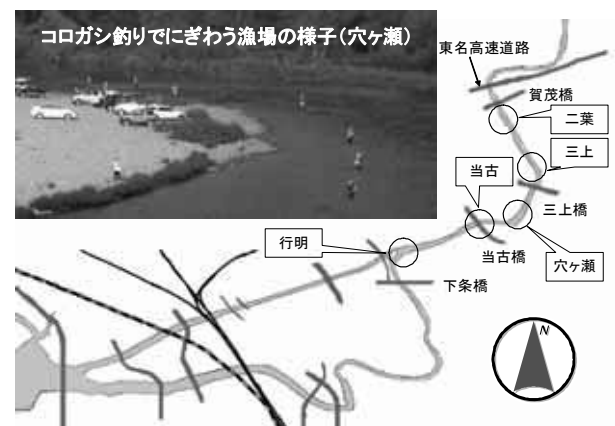 コロガシ釣りでにぎわう漁場の様子(穴ヶ瀬)
東名高速道路
賀茂橋
二葉
三上
当古
三上橋
行明
当古橋
穴ヶ瀬
下条橋
N